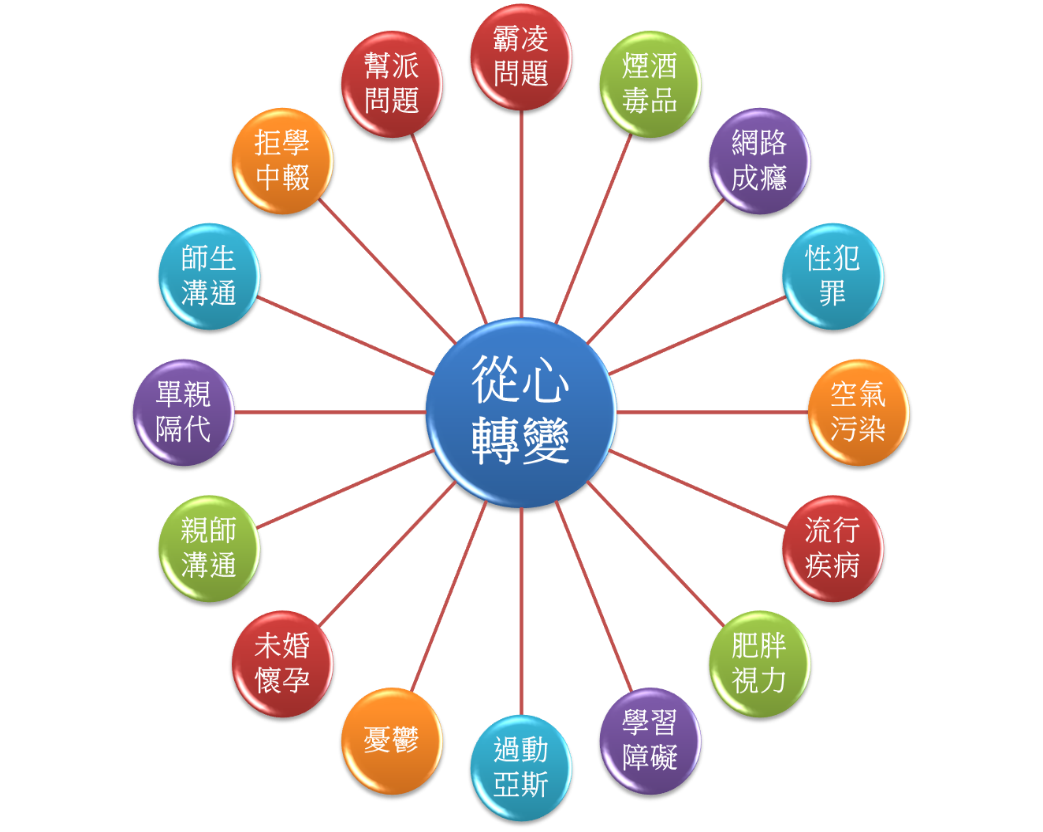 從心
轉變
霸凌
問題
煙酒
毒品
網路
成癮
性犯
罪
空氣
污染
流行
疾病
肥胖
視力
學習
障礙
過動
亞斯
憂鬱
未婚
懷孕
親師
溝通
單親
隔代
師生
溝通
拒學
中輟
幫派
問題